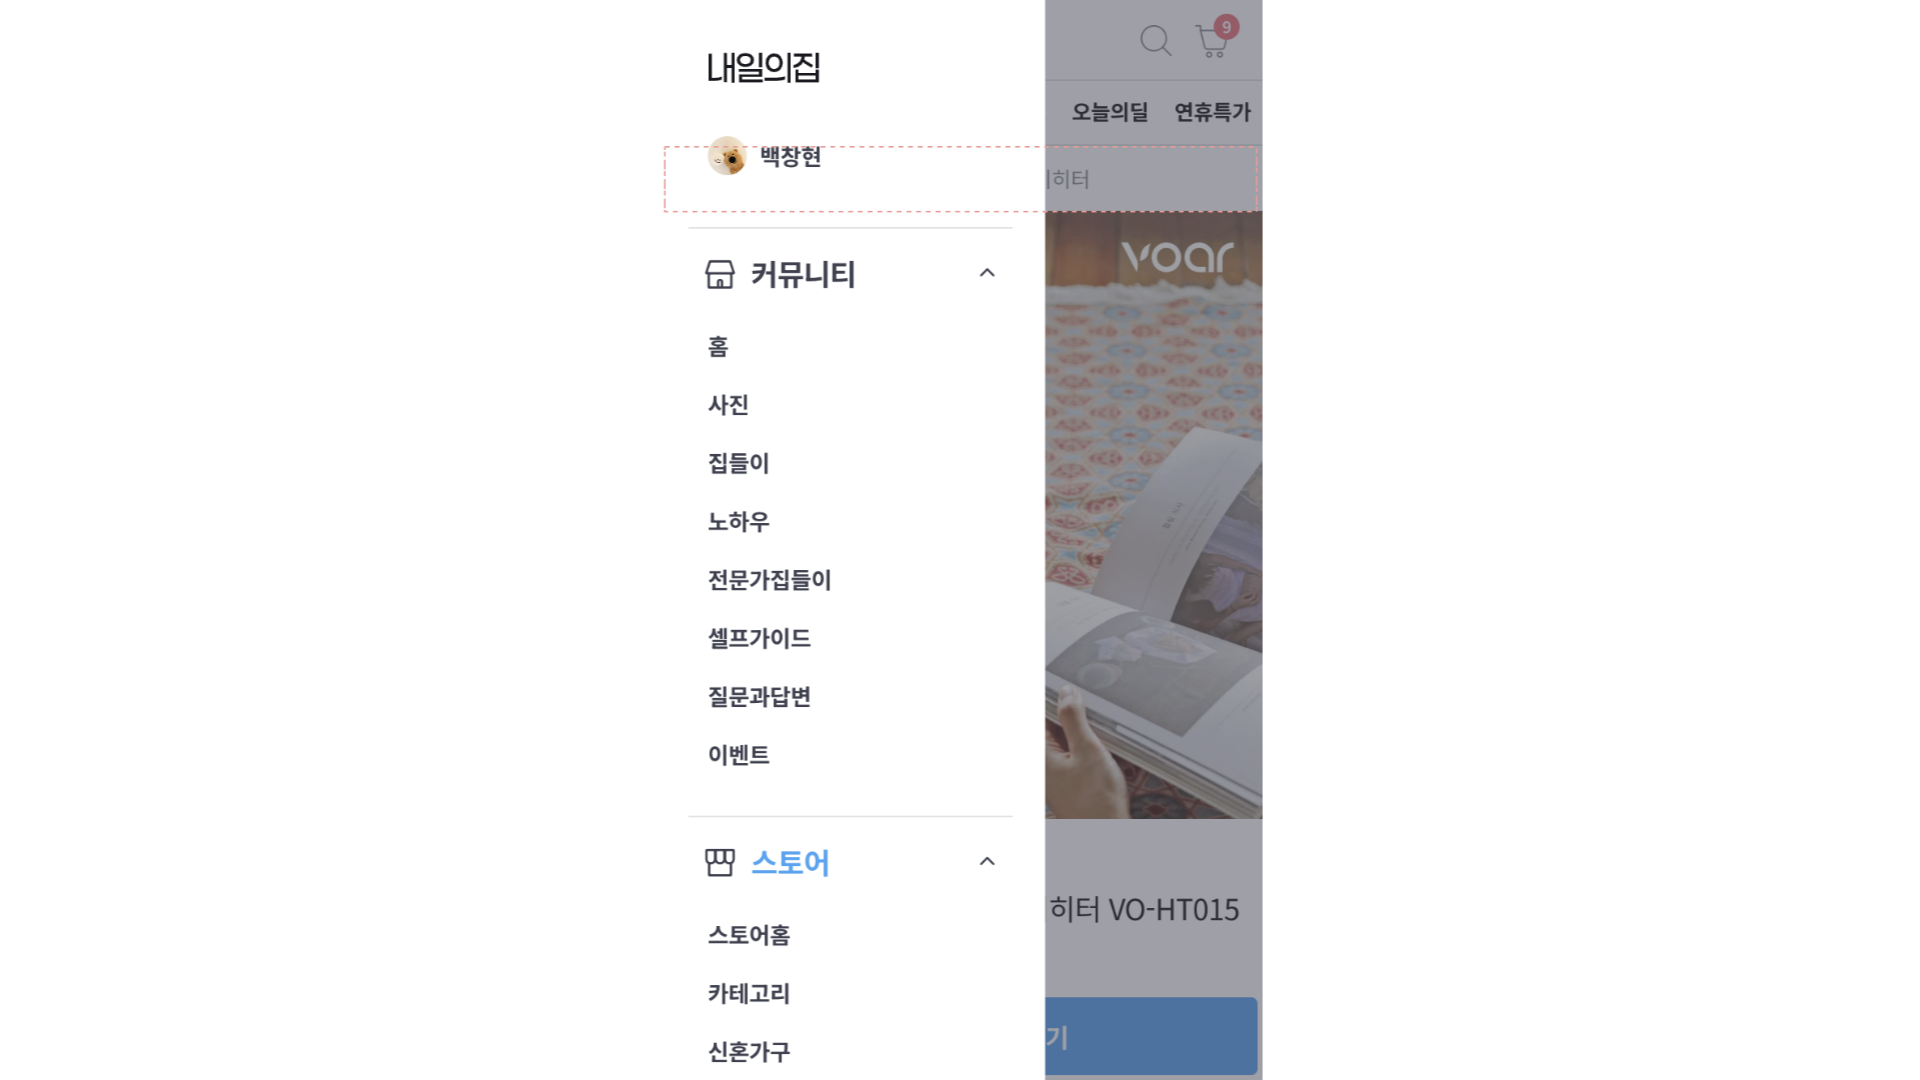 내일의집
9
오늘의딜 연휴특가
백창현
히터
voar
커뮤니티
홈
사진
집들이
노하우
전문가집들이
셀프가이드
질문과답변
이벤트
스토어
히터 VO-HT015
스토어홈
카테고리
신혼가구
기